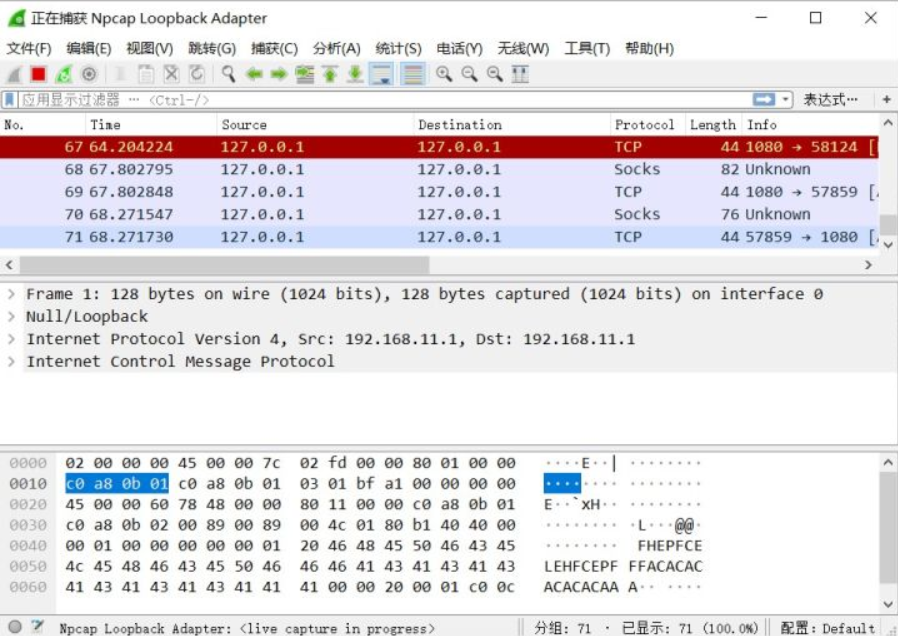 正在捕获 Npcap Loopback Adapter
文件(F) 编辑(E) 视图(V) 跳转(G) 捕获(C) 分析(A) 统计(S) 电话(Y) 无线(W) 工具(T) 帮助(H)
应用显示过滤器 … <Ctrl-/> 表达式… +
No. Time Source Destination Protocol Length Info
67 64.204224 127.0.0.1 127.0.0.1 TCP 44 1080 → 58124 [
68 67.802795 127.0.0.1 127.0.0.1 Socks 82 Unknown
69 67.802848 127.0.0.1 127.0.0.1 TCP 44 1080 → 57859 [
70 68.271547 127.0.0.1 127.0.0.1 Socks 76 Unknown
71 68.271730 127.0.0.1 127.0.0.1 TCP 44 57859 → 1080 [
Frame 1: 128 bytes on wire (1024 bits), 128 bytes captured (1024 bits) on interface 0
Null/Loopback
Internet Protocol Version 4, Src: 192.168.11.1, Dst: 192.168.11.1
Internet Control Message Protocol
0000 02 00 00 00 45 00 00 7c 02 fd 00 00 80 01 00 00 ····E··| ········
0010 c0 a8 0b 01 c0 a8 0b 01 03 01 bf a1 00 00 00 00 ········ ········
0020 45 00 00 60 78 48 00 00 80 11 00 00 c0 a8 0b 01 E··`xH·· ········
0030 c0 a8 0b 02 00 89 00 89 00 4c 01 80 b1 40 40 00 ········ ·L···@@·
0040 00 01 00 00 00 00 00 01 20 46 48 45 50 46 43 45 ········ FHEPFCE
0050 4c 45 48 46 43 45 50 46 46 46 41 43 41 43 41 43 LEHFCEPF FFACACAC
0060 41 43 41 43 41 43 41 41 41 00 00 20 00 01 c0 0c ACACACAA A·· ····
Npcap Loopback Adapter: <live capture in progress> 分组: 71 · 已显示: 71 (100.0%) 配置: Default